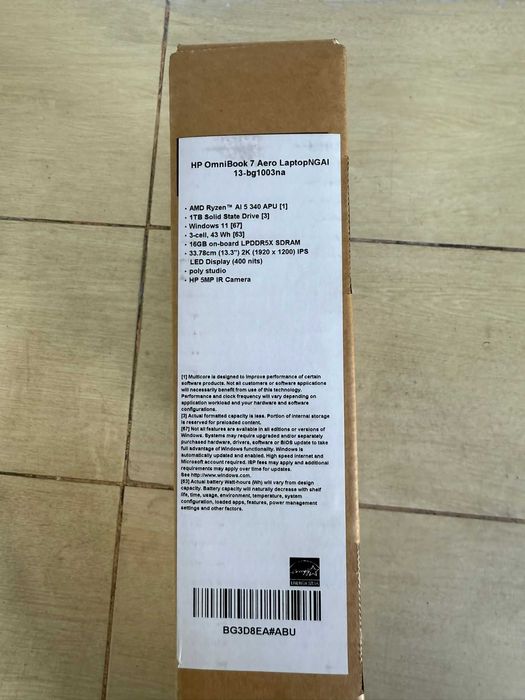 HP OmniBook 7 Aero LaptopNGAI
13-bg1003na
· AMD Ryzen™ AI 5 340 APU [1]
· 1TB Solid State Drive [3]
· Windows 11 [67]
· 3-cell, 43 Wh [63]
· 16GB on-board LPDDR5X SDRAM
· 33.78cm (13.3") 2K (1920 x 1200) IPS
LED Display (400 nits)
· poly studio
· HP 5MP IR Camera
[1] Multicore is designed to improve performance of certain
software products. Not all customers or software applications
will necessarily benefit from use of this technology.
Performance and clock frequency will vary depending on
application workload and your hardware and software
configurations.
[3] Actual formatted capacity is less. Portion of internal storage
is reserved for preloaded content.
[67] Not all features are available in all editions or versions of
Windows. Systems may require upgraded and/or separately
purchased hardware, drivers, software or BIOS update to take
full advantage of Windows functionality. Windows is
automatically updated and enabled. High speed internet and
Microsoft account required. ISP fees may apply and additional
requirements may apply over time for updates.
See http://www.windows.com.
[63] Actual battery Watt-hours (Wh) will vary from design
capacity. Battery capacity will naturally decrease with shelf
life, time, usage, environment, temperature, system
configuration, loaded apps, features, power management
settings and other factors.
ENERGY STAR
BG3D8EA#ABU